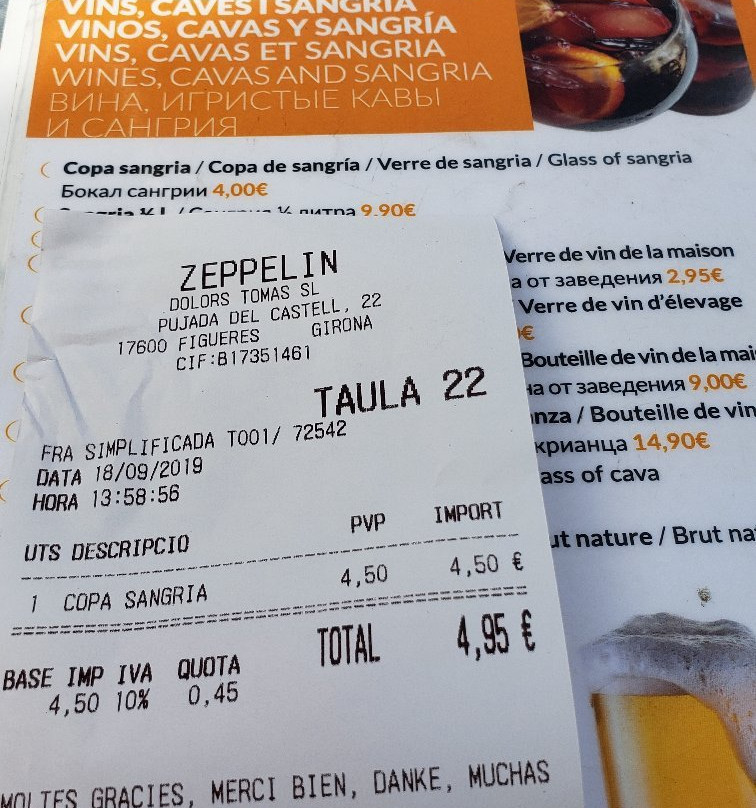 VINS, CAVES I SANGRIA
VINOS, CAVAS Y SANGRÍA
VINS, CAVAS ET SANGRIA
WINES, CAVAS AND SANGRIA
ВИНА, ИГРИСТЫЕ КАВЫ
И САНГРИЯ
Copa sangria / Copa de sangría / Verre de sangria / Glass of sangria
Бокал сангрии 4,00€
½ литра 9,90€
Verre de vin de la maison
а от заведения 2,95€
Verre de vin d'élevage
€
Bouteille de vin de la mai
на от заведения 9,00€
nza / Bouteille de vin
крианца 14,90€
ass of cava
ut nature / Brut na
ZEPPELIN
DOLORS TOMAS SL
PUJADA DEL CASTELL, 22
17600 FIGUERES GIRONA
CIF:B17351461
TAULA 22
FRA SIMPLIFICADA T001/ 72542
DATA 18/09/2019
HORA 13:58:56
UTS DESCRIPCIO PVP IMPORT
1 COPA SANGRIA 4,50 4,50 €
TOTAL 4,95 €
BASE IMP IVA QUOTA
4,50 10% 0,45
MOLTES GRACIES, MERCI BIEN, DANKE, MUCHAS